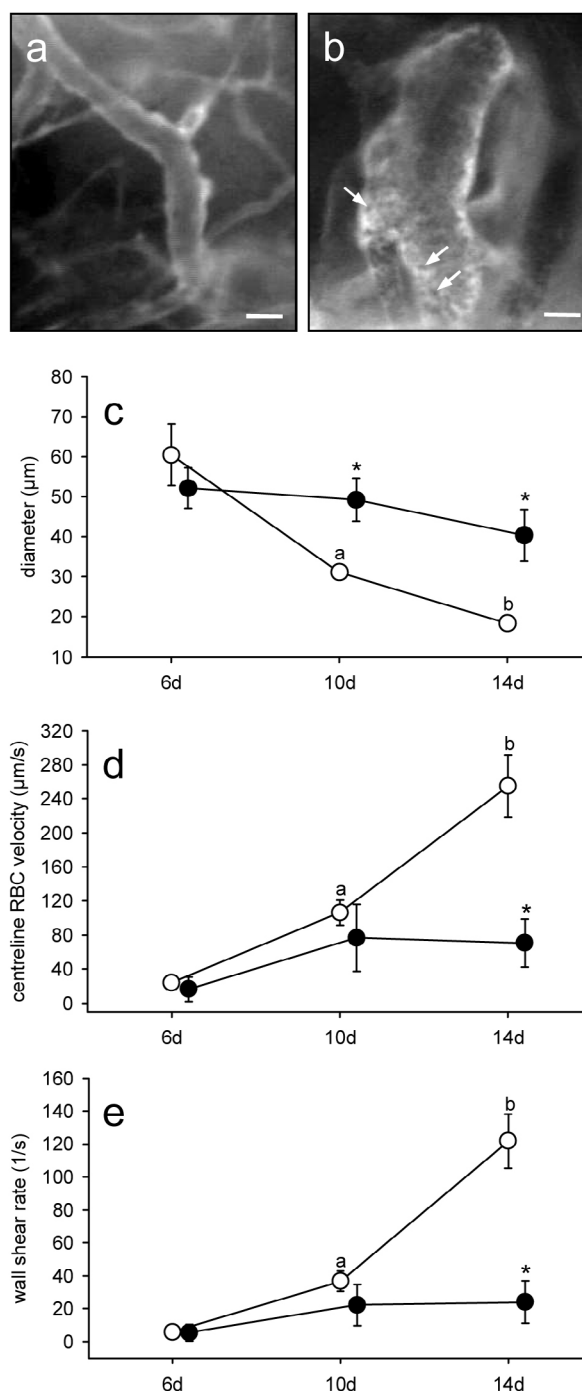 a
b
c
80
70
60
50
40
30
20
10
diameter (µm)
*
*
a
b
6d 10d 14d
d
320
280
240
200
160
120
80
40
0
centreline RBC velocity (µm/s)
b
a
*
6d 10d 14d
e
160
140
120
100
80
60
40
20
0
wall shear rate (1/s)
b
a
*
6d 10d 14d